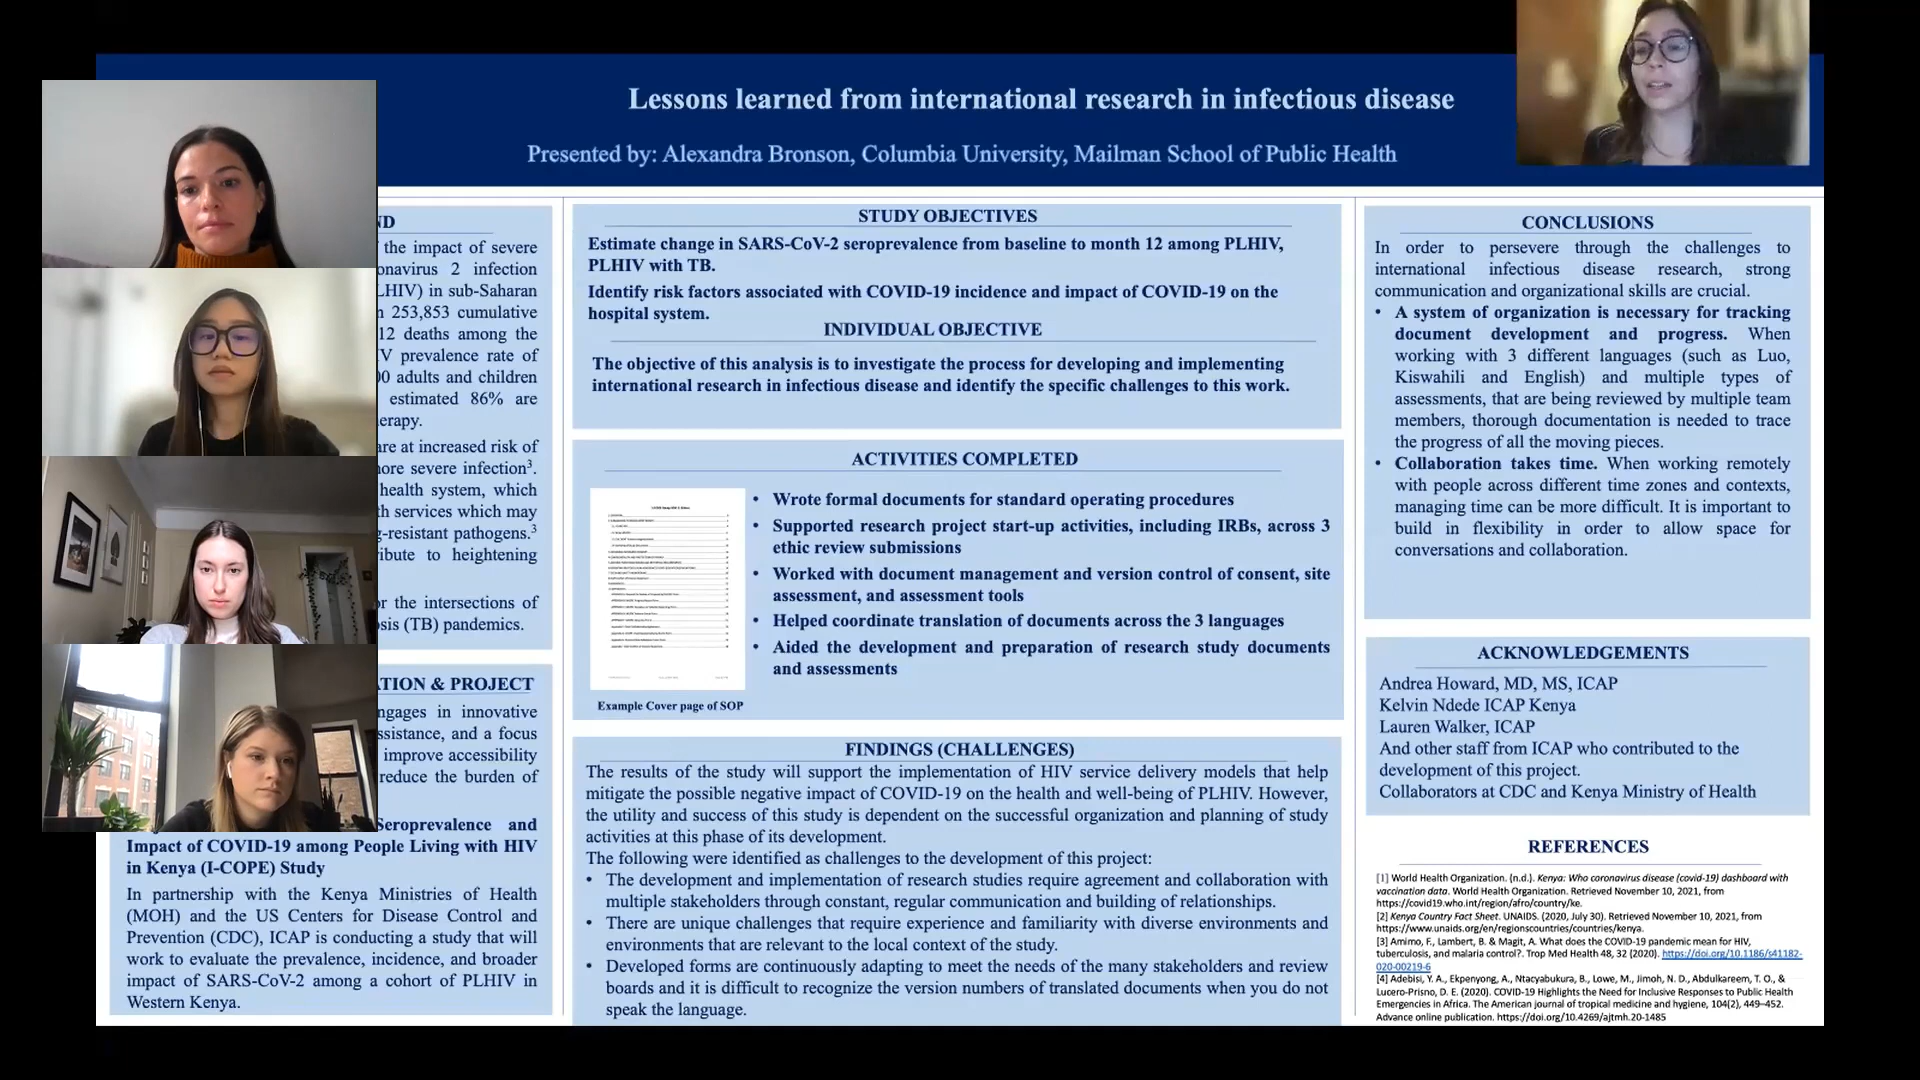 Lessons learned from international research in infectious disease
Presented by: Alexandra Bronson, Columbia University, Mailman School of Public Health
ND
the impact of severe
onavirus 2 infection
LHIV) in sub-Saharan
253,853 cumulative
12 deaths among the
V prevalence rate of
00 adults and children
estimated 86% are
erapy.
are at increased risk of
ore severe infection³.
health system, which
h services which may
g-resistant pathogens.³
ribute to heightening
r the intersections of
osis (TB) pandemics.
ATION & PROJECT
ngages in innovative
ssistance, and a focus
improve accessibility
reduce the burden of
Seroprevalence and
Impact of COVID-19 among People Living with HIV
in Kenya (I-COPE) Study
In partnership with the Kenya Ministries of Health
(MOH) and the US Centers for Disease Control and
Prevention (CDC), ICAP is conducting a study that will
work to evaluate the prevalence, incidence, and broader
impact of SARS-CoV-2 among a cohort of PLHIV in
Western Kenya.
STUDY OBJECTIVES
Estimate change in SARS-CoV-2 seroprevalence from baseline to month 12 among PLHIV,
PLHIV with TB.
Identify risk factors associated with COVID-19 incidence and impact of COVID-19 on the
hospital system.
INDIVIDUAL OBJECTIVE
The objective of this analysis is to investigate the process for developing and implementing
international research in infectious disease and identify the specific challenges to this work.
ACTIVITIES COMPLETED
• Wrote formal documents for standard operating procedures
• Supported research project start-up activities, including IRBs, across 3
ethic review submissions
• Worked with document management and version control of consent, site
assessment, and assessment tools
• Helped coordinate translation of documents across the 3 languages
• Aided the development and preparation of research study documents
and assessments
Example Cover page of SOP
FINDINGS (CHALLENGES)
The results of the study will support the implementation of HIV service delivery models that help
mitigate the possible negative impact of COVID-19 on the health and well-being of PLHIV. However,
the utility and success of this study is dependent on the successful organization and planning of study
activities at this phase of its development.
The following were identified as challenges to the development of this project:
• The development and implementation of research studies require agreement and collaboration with
multiple stakeholders through constant, regular communication and building of relationships.
• There are unique challenges that require experience and familiarity with diverse environments and
environments that are relevant to the local context of the study.
• Developed forms are continuously adapting to meet the needs of the many stakeholders and review
boards and it is difficult to recognize the version numbers of translated documents when you do not
speak the language.
CONCLUSIONS
In order to persevere through the challenges to
international infectious disease research, strong
communication and organizational skills are crucial.
• A system of organization is necessary for tracking
document development and progress. When
working with 3 different languages (such as Luo,
Kiswahili and English) and multiple types of
assessments, that are being reviewed by multiple team
members, thorough documentation is needed to trace
the progress of all the moving pieces.
• Collaboration takes time. When working remotely
with people across different time zones and contexts,
managing time can be more difficult. It is important to
build in flexibility in order to allow space for
conversations and collaboration.
ACKNOWLEDGEMENTS
Andrea Howard, MD, MS, ICAP
Kelvin Ndede ICAP Kenya
Lauren Walker, ICAP
And other staff from ICAP who contributed to the
development of this project.
Collaborators at CDC and Kenya Ministry of Health
REFERENCES
[1] World Health Organization. (n.d.). Kenya: Who coronavirus disease (covid-19) dashboard with
vaccination data. World Health Organization. Retrieved November 10, 2021, from
https://covid19.who.int/region/afro/country/ke.
[2] Kenya Country Fact Sheet. UNAIDS. (2020, July 30). Retrieved November 10, 2021, from
https://www.unaids.org/en/regionscountries/countries/kenya.
[3] Amimo, F., Lambert, B. & Magit, A. What does the COVID-19 pandemic mean for HIV,
tuberculosis, and malaria control?. Trop Med Health 48, 32 (2020). https://doi.org/10.1186/s41182-
020-00219-6
[4] Adebisi, Y. A., Ekpenyong, A., Ntacyabukura, B., Lowe, M., Jimoh, N. D., Abdulkareem, T. O., &
Lucero-Prisno, D. E. (2020). COVID-19 Highlights the Need for Inclusive Responses to Public Health
Emergencies in Africa. The American journal of tropical medicine and hygiene, 104(2), 449–452.
Advance online publication. https://doi.org/10.4269/ajtmh.20-1485